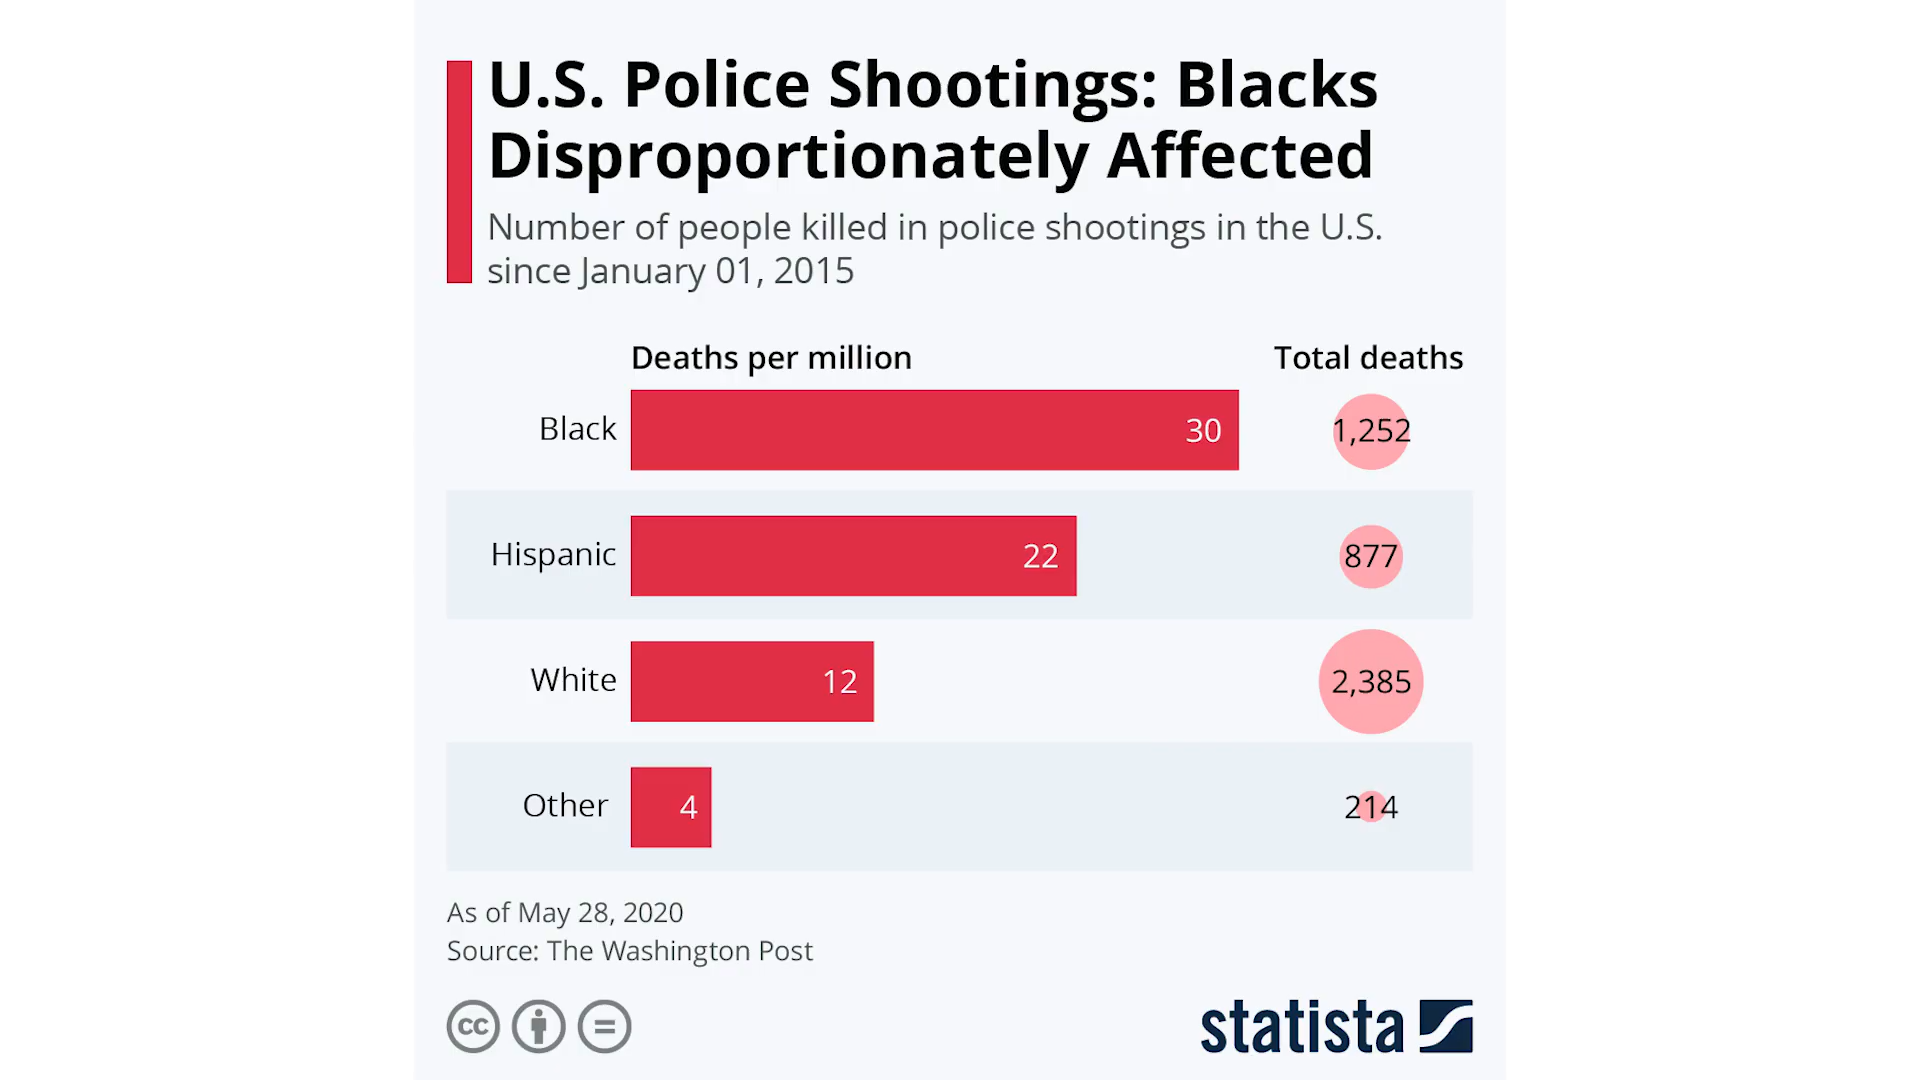 U.S. Police Shootings: Blacks
Disproportionately Affected
Number of people killed in police shootings in the U.S.
since January 01, 2015
Deaths per million Total deaths
Black 30 1,252
Hispanic 22 877
White 12 2,385
Other 4 214
As of May 28, 2020
Source: The Washington Post
cc =
statista